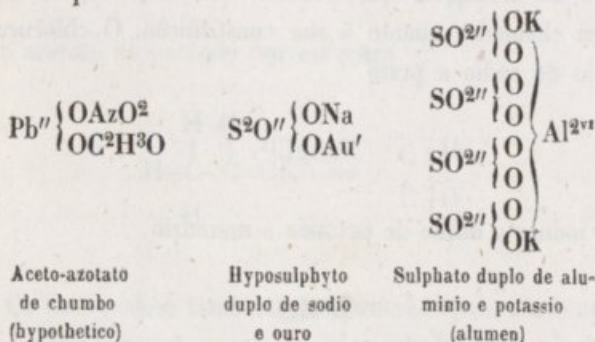 SO²″ { OK
O
SO²″ { O
O
Pb″ { OAzO²
OC²H³O
S²O″ { ONa
OAu′
Al²ᵛᴵ
SO²″ { O
O
SO²″ { O
OK
Aceto-azotato
de chumbo
(hypothetico)
Hyposulphyto
duplo de sodio
e ouro
Sulphato duplo de alu-
minio e potassio
(alumen)